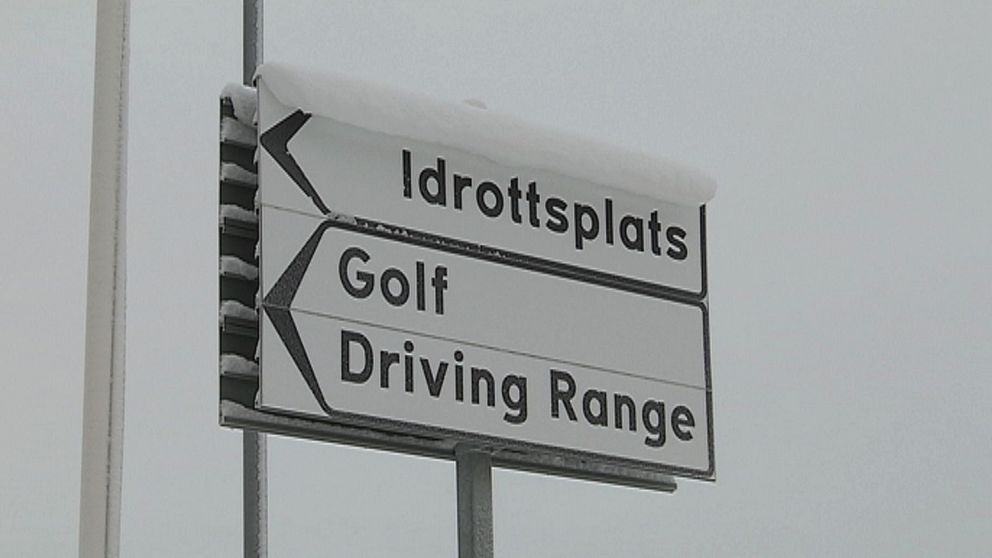 Idrottsplats
Golf
Driving Range